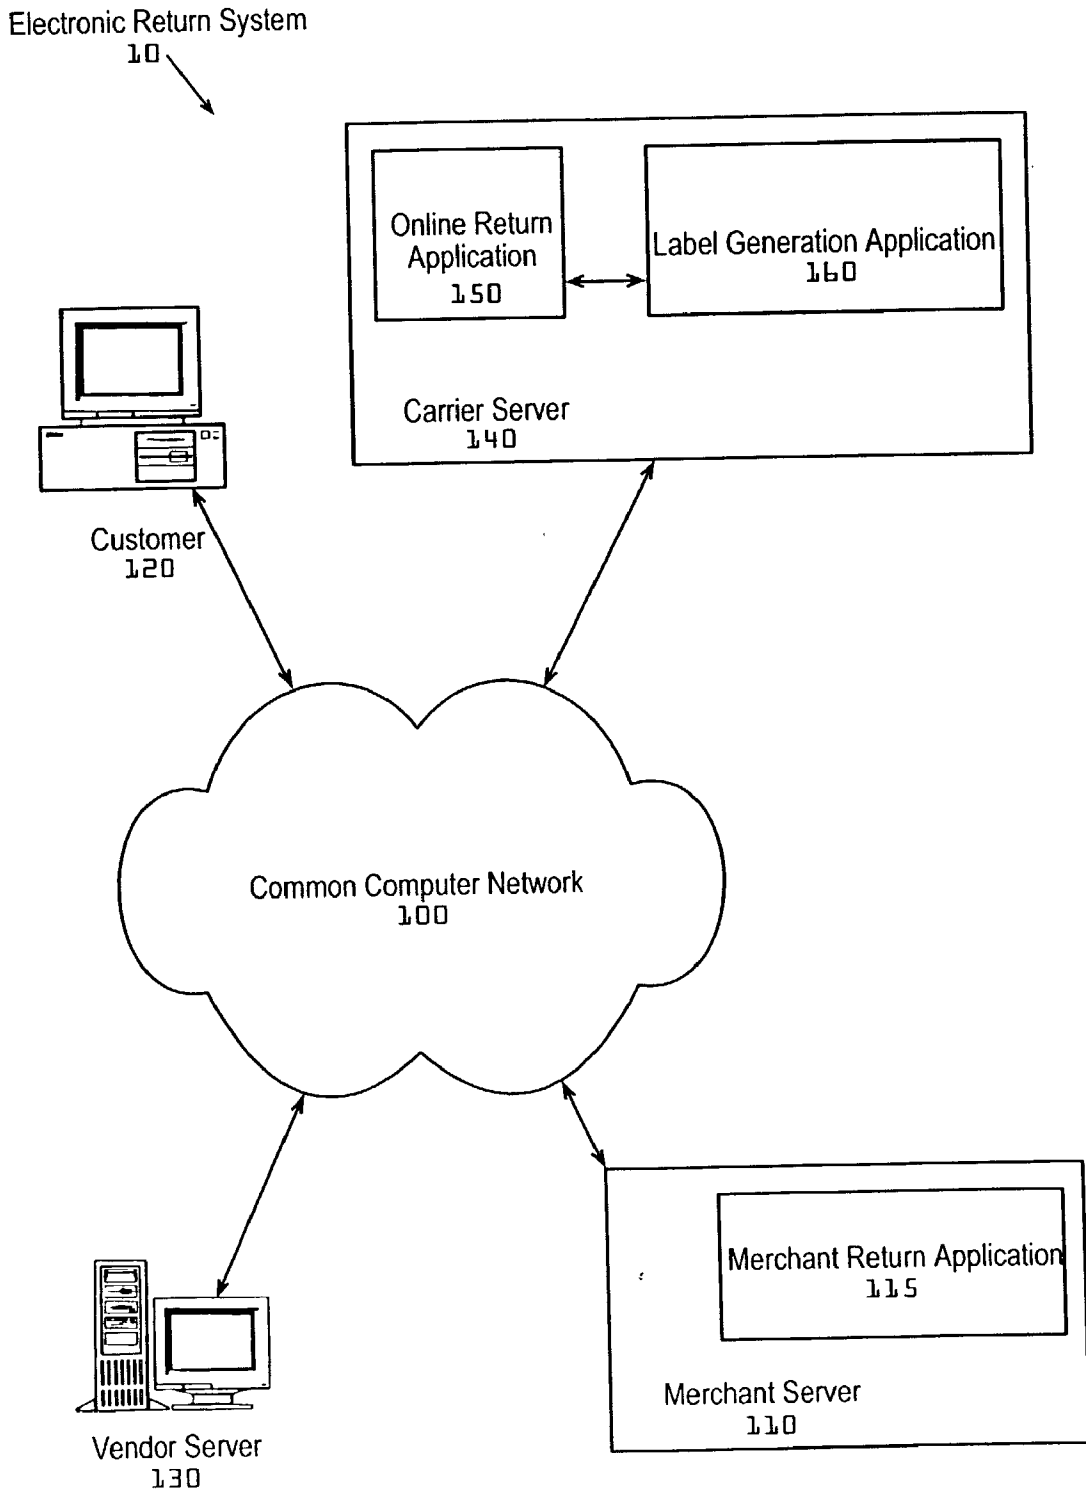 Electronic Return System
10
Online Return
Application
150
Label Generation Application
160
Carrier Server
140
Customer
120
Common Computer Network
100
Merchant Return Application
115
Merchant Server
110
Vendor Server
130